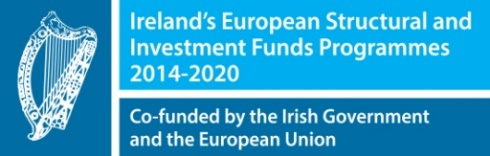 Ireland's European Structural and
Investment Funds Programmes
2014-2020
Co-funded by the Irish Government
and the European Union